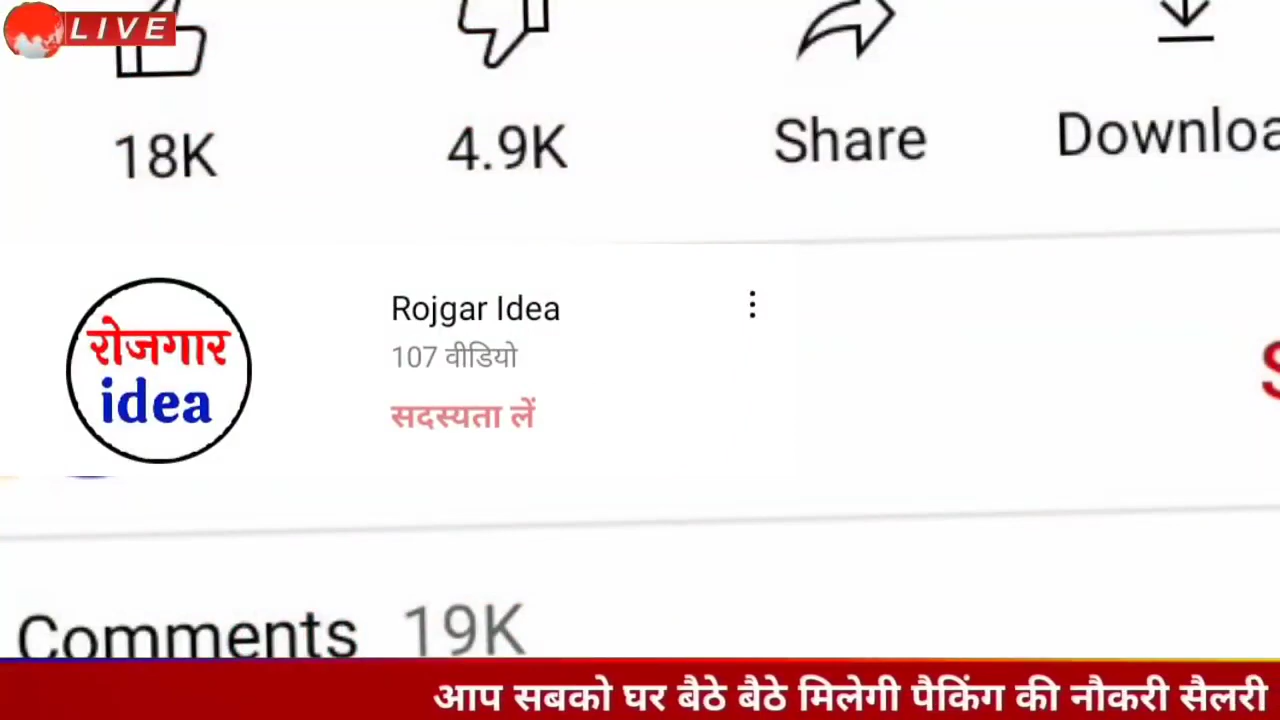 LIVE
18K
4.9K
Share
रोजगार
idea
Rojgar Idea
107 वीडियो
सदस्यता लें
Comments 19K
आप सबको घर बैठे बैठे मिलेगी पैकिंग की नौकरी सैलरी